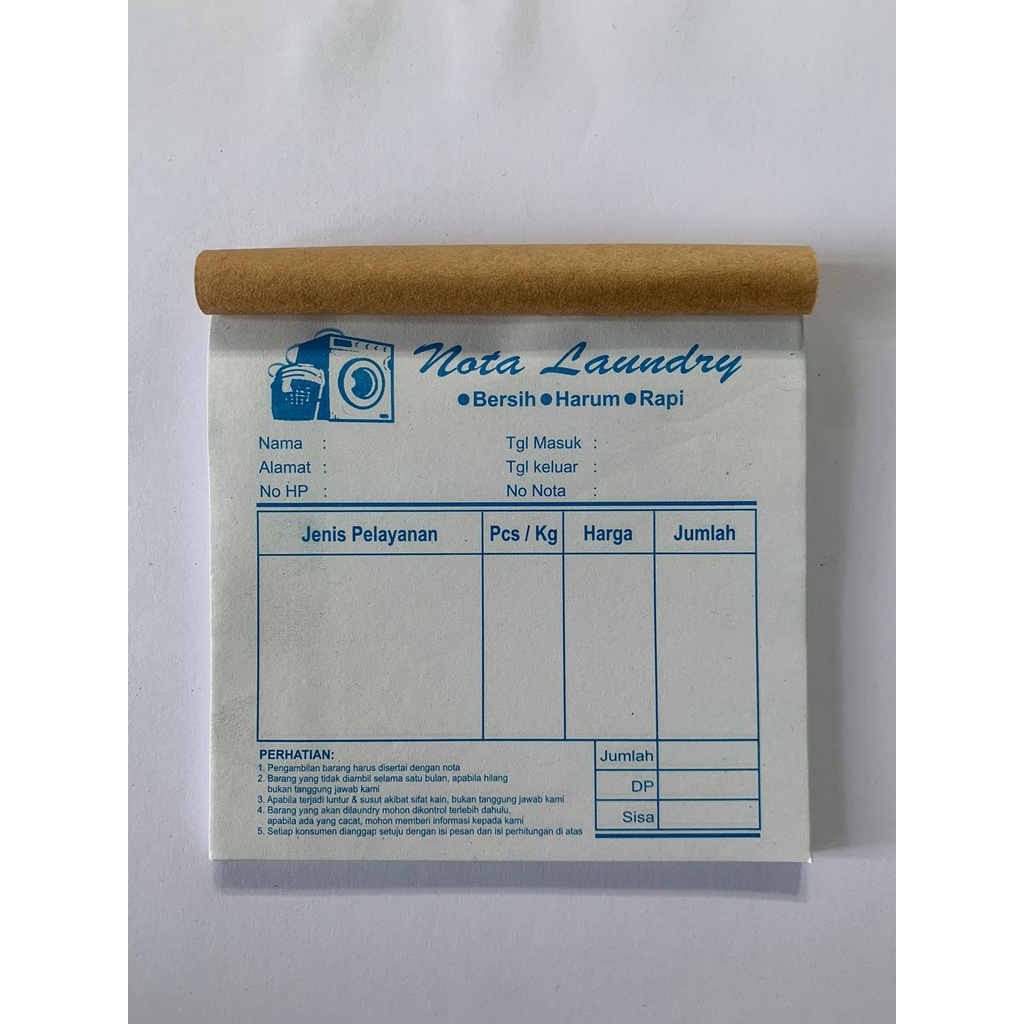 Nota Laundry
●Bersih ●Harum ●Rapi
Nama :
Alamat :
No HP :
Tgl Masuk :
Tgl keluar :
No Nota :
Jenis Pelayanan Pcs / Kg Harga Jumlah
PERHATIAN:
1. Pengambilan barang harus disertai dengan nota
2. Barang yang tidak diambil selama satu bulan, apabila hilang
bukan tanggung jawab kami
3. Apabila terjadi luntur & susut akibat sifat kain, bukan tanggung jawab kami
4. Barang yang akan dilaundry mohon dikontrol terlebih dahulu,
apabila ada yang cacat, mohon memberi informasi kepada kami
5. Setiap konsumen dianggap setuju dengan isi pesan dan isi perhitungan di atas
Jumlah
DP
Sisa